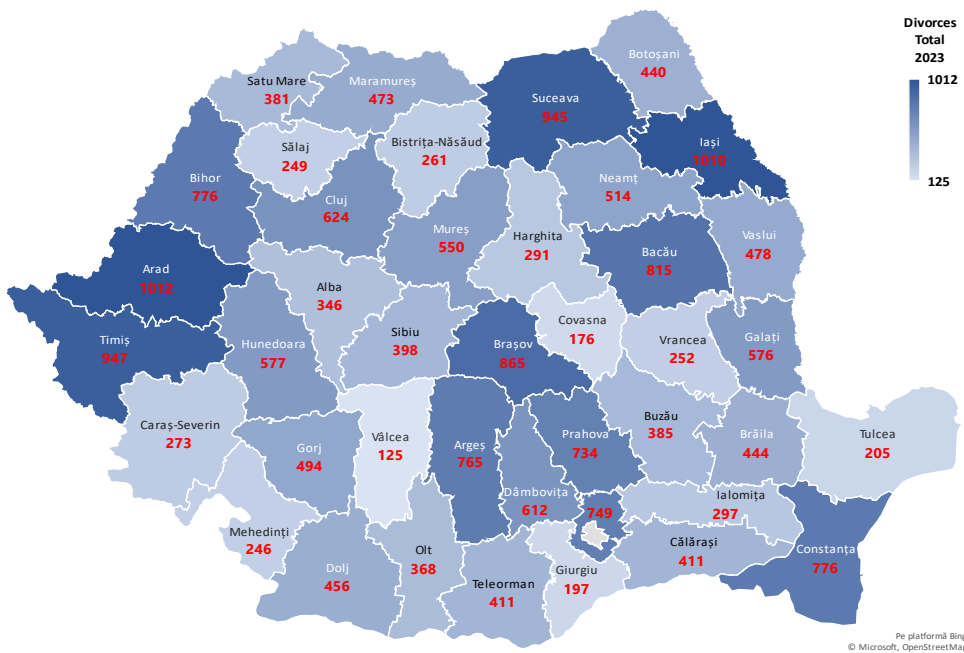 Divorces
Total
2023
1012
125
Botoșani
440
Satu Mare
381
Maramureș
473
Suceava
945
Iași
1010
Sălaj
249
Bistrița-Năsăud
261
Bihor
776
Cluj
624
Neamț
514
Mureș
550
Harghita
291
Bacău
815
Vaslui
478
Arad
1012
Alba
346
Sibiu
398
Covasna
176
Timiș
947
Hunedoara
577
Brașov
865
Vrancea
252
Galați
576
Caraș-Severin
273
Gorj
494
Vâlcea
125
Argeș
765
Prahova
734
Buzău
385
Brăila
444
Tulcea
205
Dâmbovița
612
749
Ialomița
297
Mehedinți
246
Dolj
456
Olt
368
Teleorman
411
Giurgiu
197
Călărași
411
Constanța
776
Pe platformă Bing
© Microsoft, OpenStreetMap